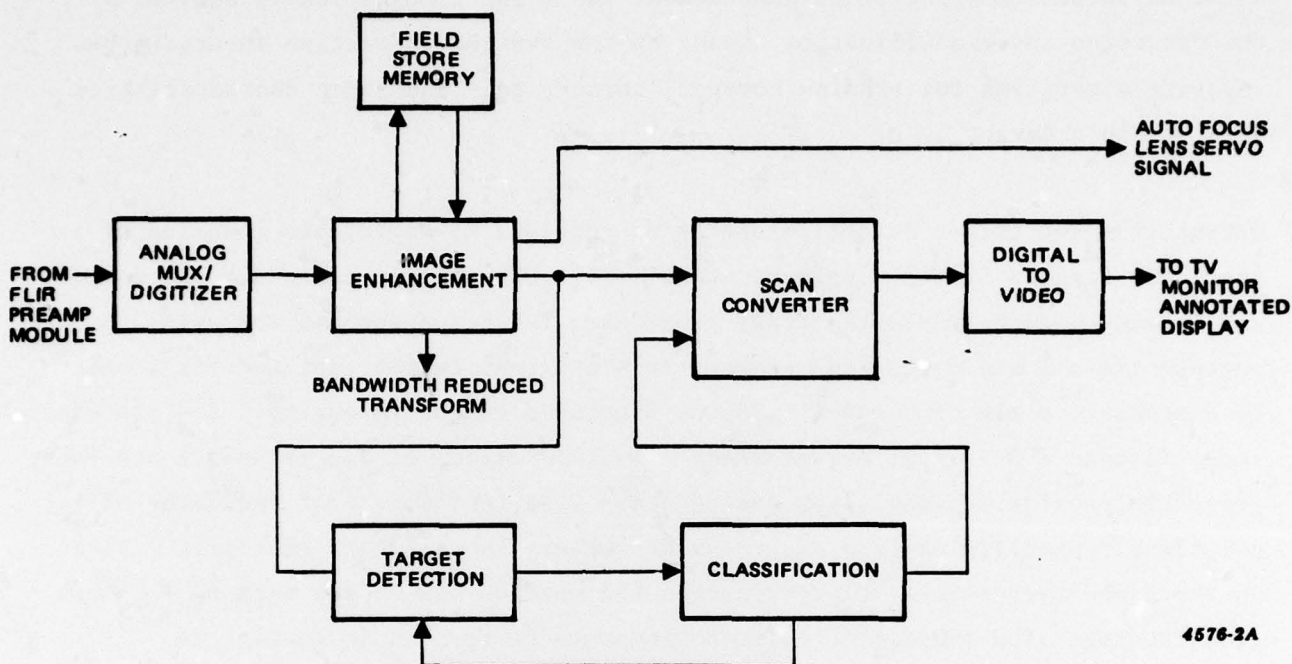 FIELD
STORE
MEMORY
AUTO FOCUS
LENS SERVO
SIGNAL
FROM
FLIR
PREAMP
MODULE
ANALOG
MUX/
DIGITIZER
IMAGE
ENHANCEMENT
SCAN
CONVERTER
DIGITAL
TO
VIDEO
TO TV
MONITOR
ANNOTATED
DISPLAY
BANDWIDTH REDUCED
TRANSFORM
TARGET
DETECTION
CLASSIFICATION
4576-2A